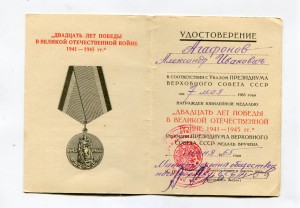 "ДВАДЦАТЬ ЛЕТ ПОБЕДЫ
В ВЕЛИКОЙ ОТЕЧЕСТВЕННОЙ ВОЙНЕ
1941—1945 гг."
УДОСТОВЕРЕНИЕ
Агафонов
Александр Иванович
В СООТВЕТСТВИИ С УКАЗОМ ПРЕЗИДИУМА
ВЕРХОВНОГО СОВЕТА СССР
от 7 мая 1965 года
НАГРАЖДЕН ЮБИЛЕЙНОЙ МЕДАЛЬЮ
"ДВАДЦАТЬ ЛЕТ ПОБЕДЫ
В ВЕЛИКОЙ ОТЕЧЕСТВЕННОЙ
ВОЙНЕ 1941—1945 гг."
ПРЕЗИДИУМА ВЕРХОВНОГО
СОВЕТА СССР МЕДАЛЬ ВРУЧЕНА